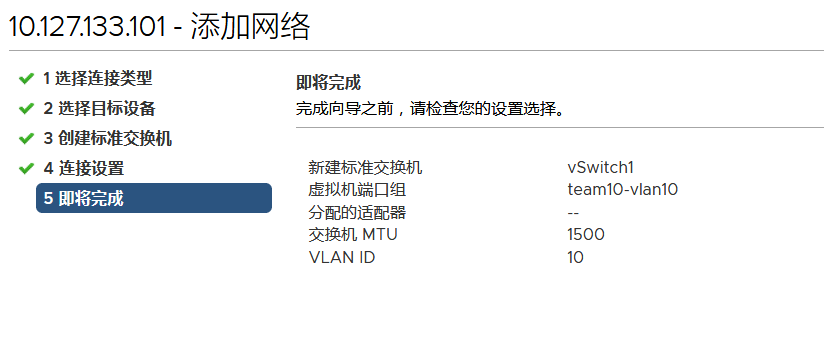 10.127.133.101 - 添加网络
1 选择连接类型
2 选择目标设备
3 创建标准交换机
4 连接设置
5 即将完成
即将完成
完成向导之前，请检查您的设置选择。
新建标准交换机 vSwitch1
虚拟机端口组 team10-vlan10
分配的适配器 --
交换机 MTU 1500
VLAN ID 10